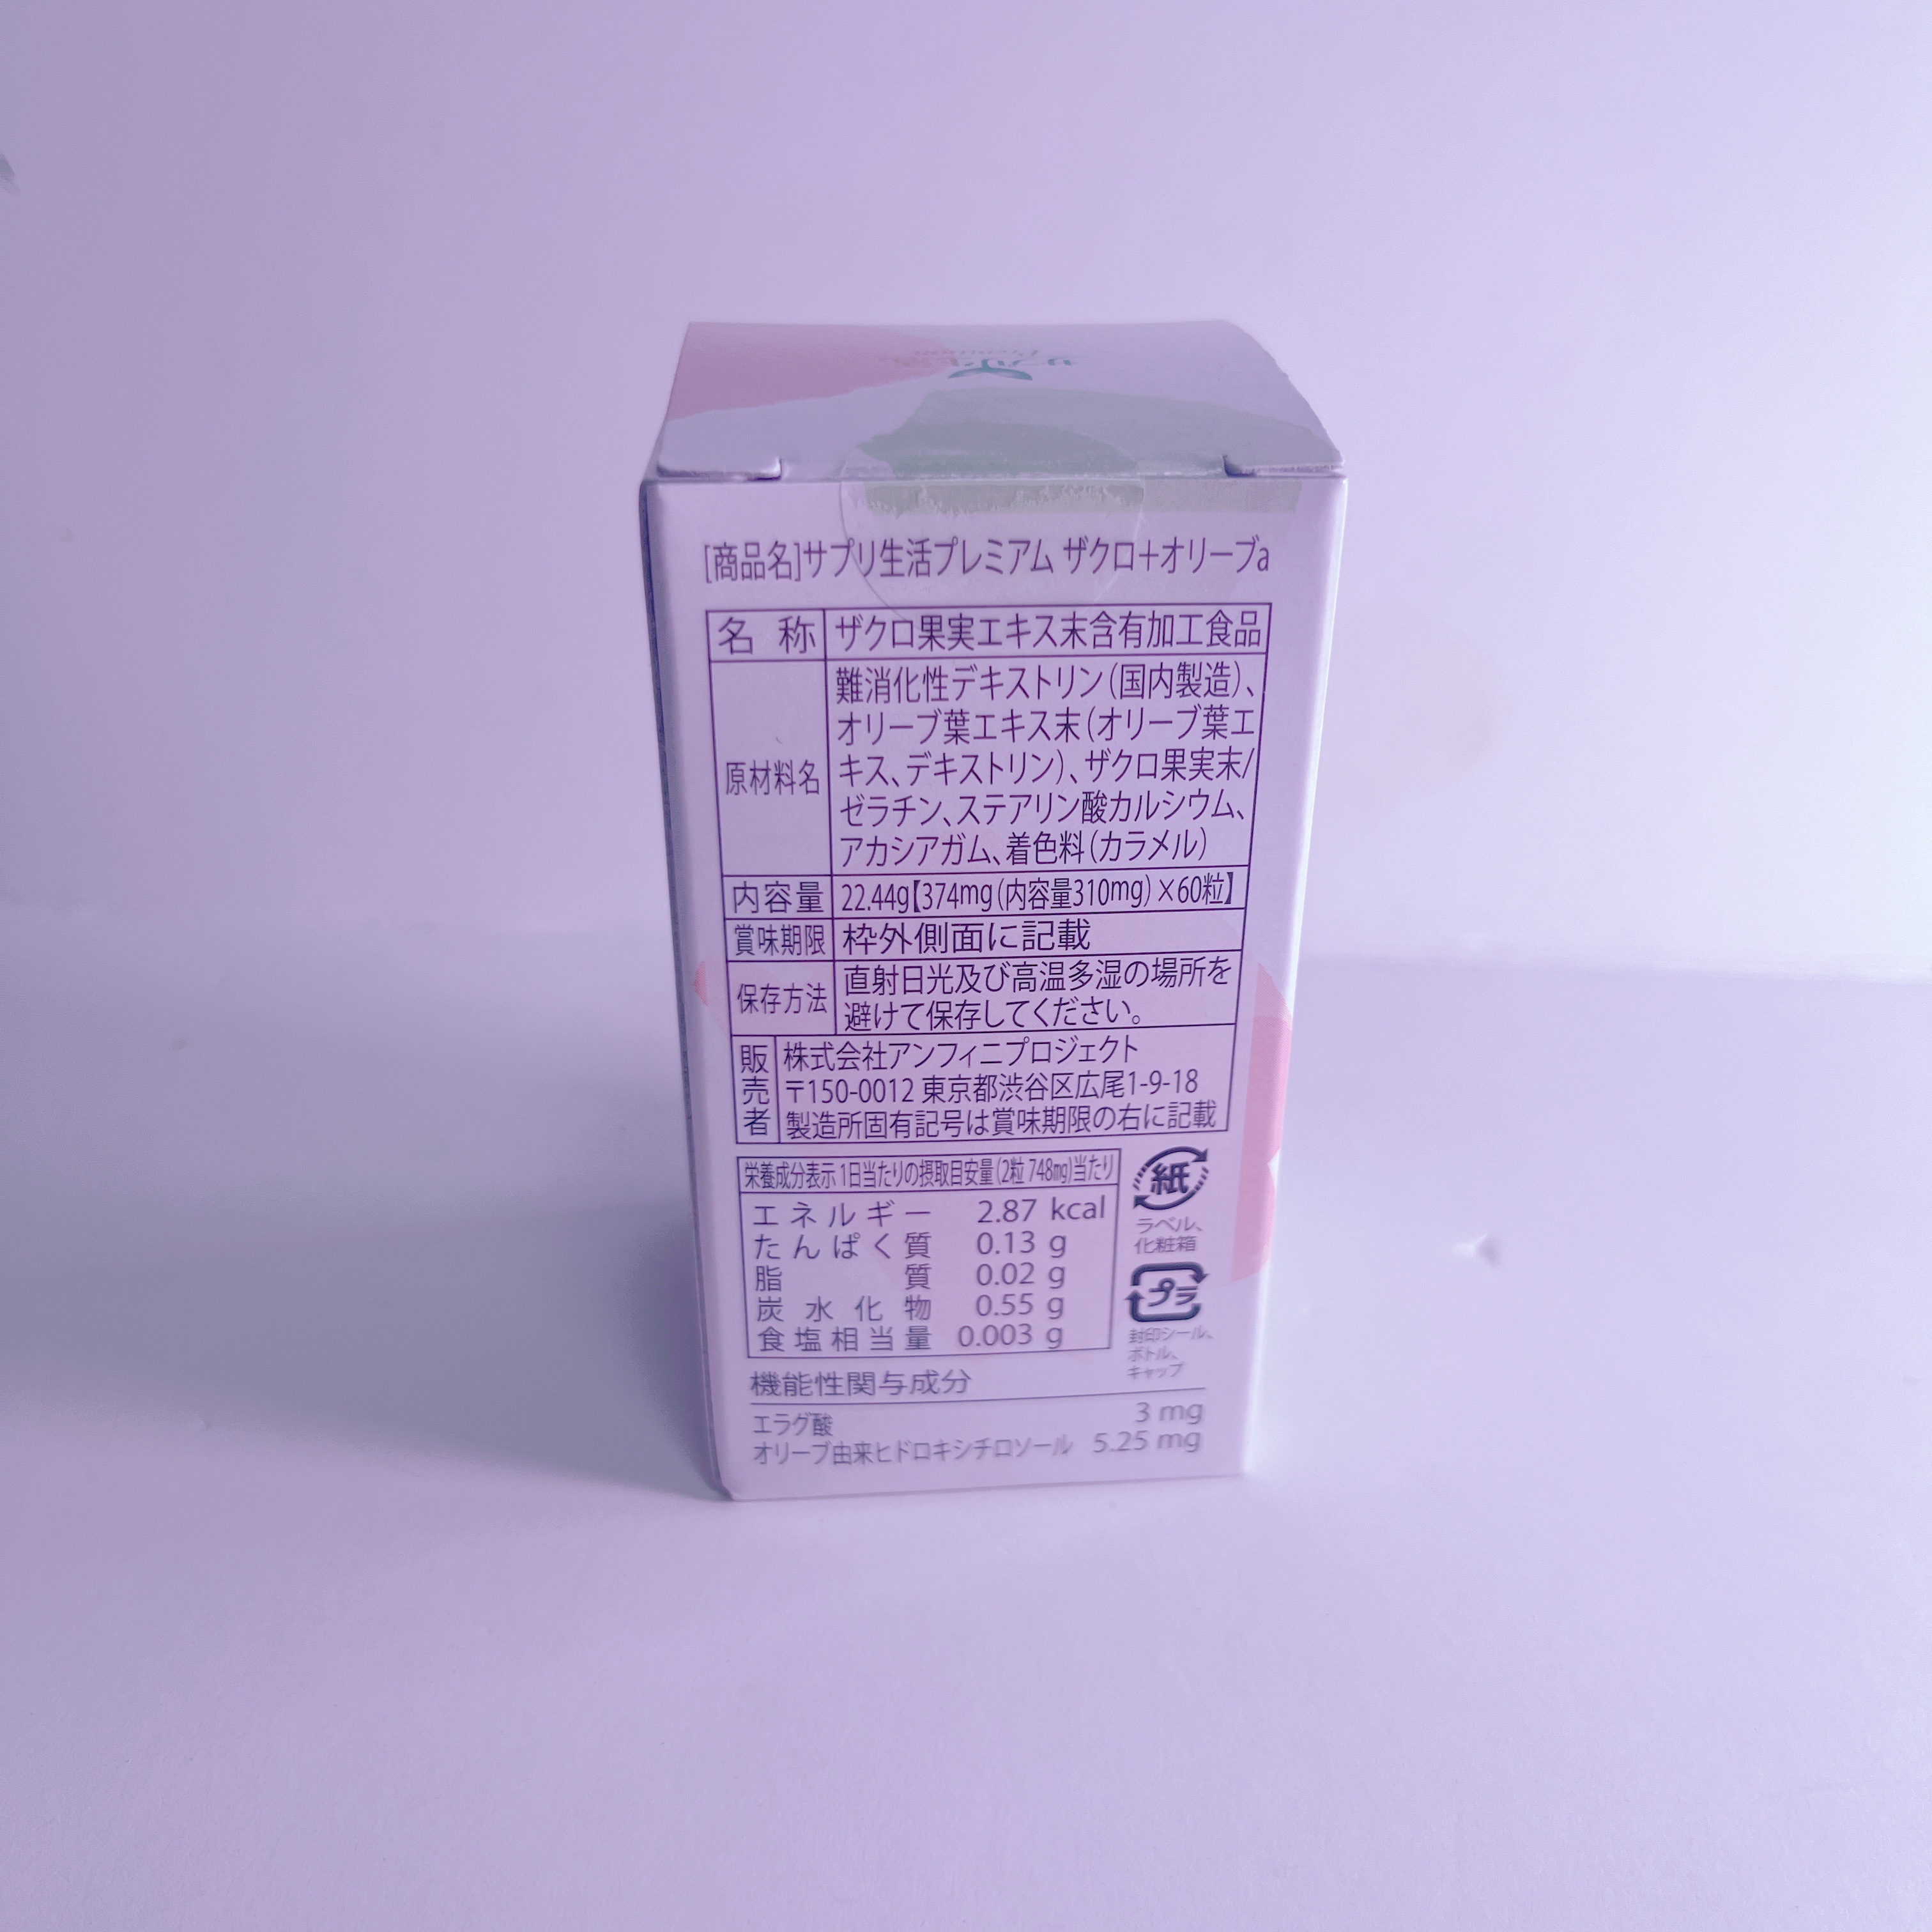 [商品名]サプリ生活プレミアム ザクロ+オリーブa
名 称 ザクロ果実エキス末含有加工食品
原材料名
難消化性デキストリン(国内製造)、
オリーブ葉エキス末(オリーブ葉エ
キス、デキストリン)、ザクロ果実末/
ゼラチン、ステアリン酸カルシウム、
アカシアガム、着色料(カラメル)
内容量 22.44g【374mg(内容量310mg)×60粒】
賞味期限 枠外側面に記載
保存方法
直射日光及び高温多湿の場所を
避けて保存してください。
販売者
株式会社アンフィニプロジェクト
〒150-0012 東京都渋谷区広尾1-9-18
製造所固有記号は賞味期限の右に記載
栄養成分表示 1日当たりの摂取目安量(2粒 748mg)当たり
エネルギー 2.87 kcal
たんぱく質 0.13 g
脂質 0.02 g
炭水化物 0.55 g
食塩相当量 0.003 g
紙
ラベル、
化粧箱
プラ
封印シール、
ボトル、
キャップ
機能性関与成分
エラグ酸 3 mg
オリーブ由来ヒドロキシチロソール 5.25 mg